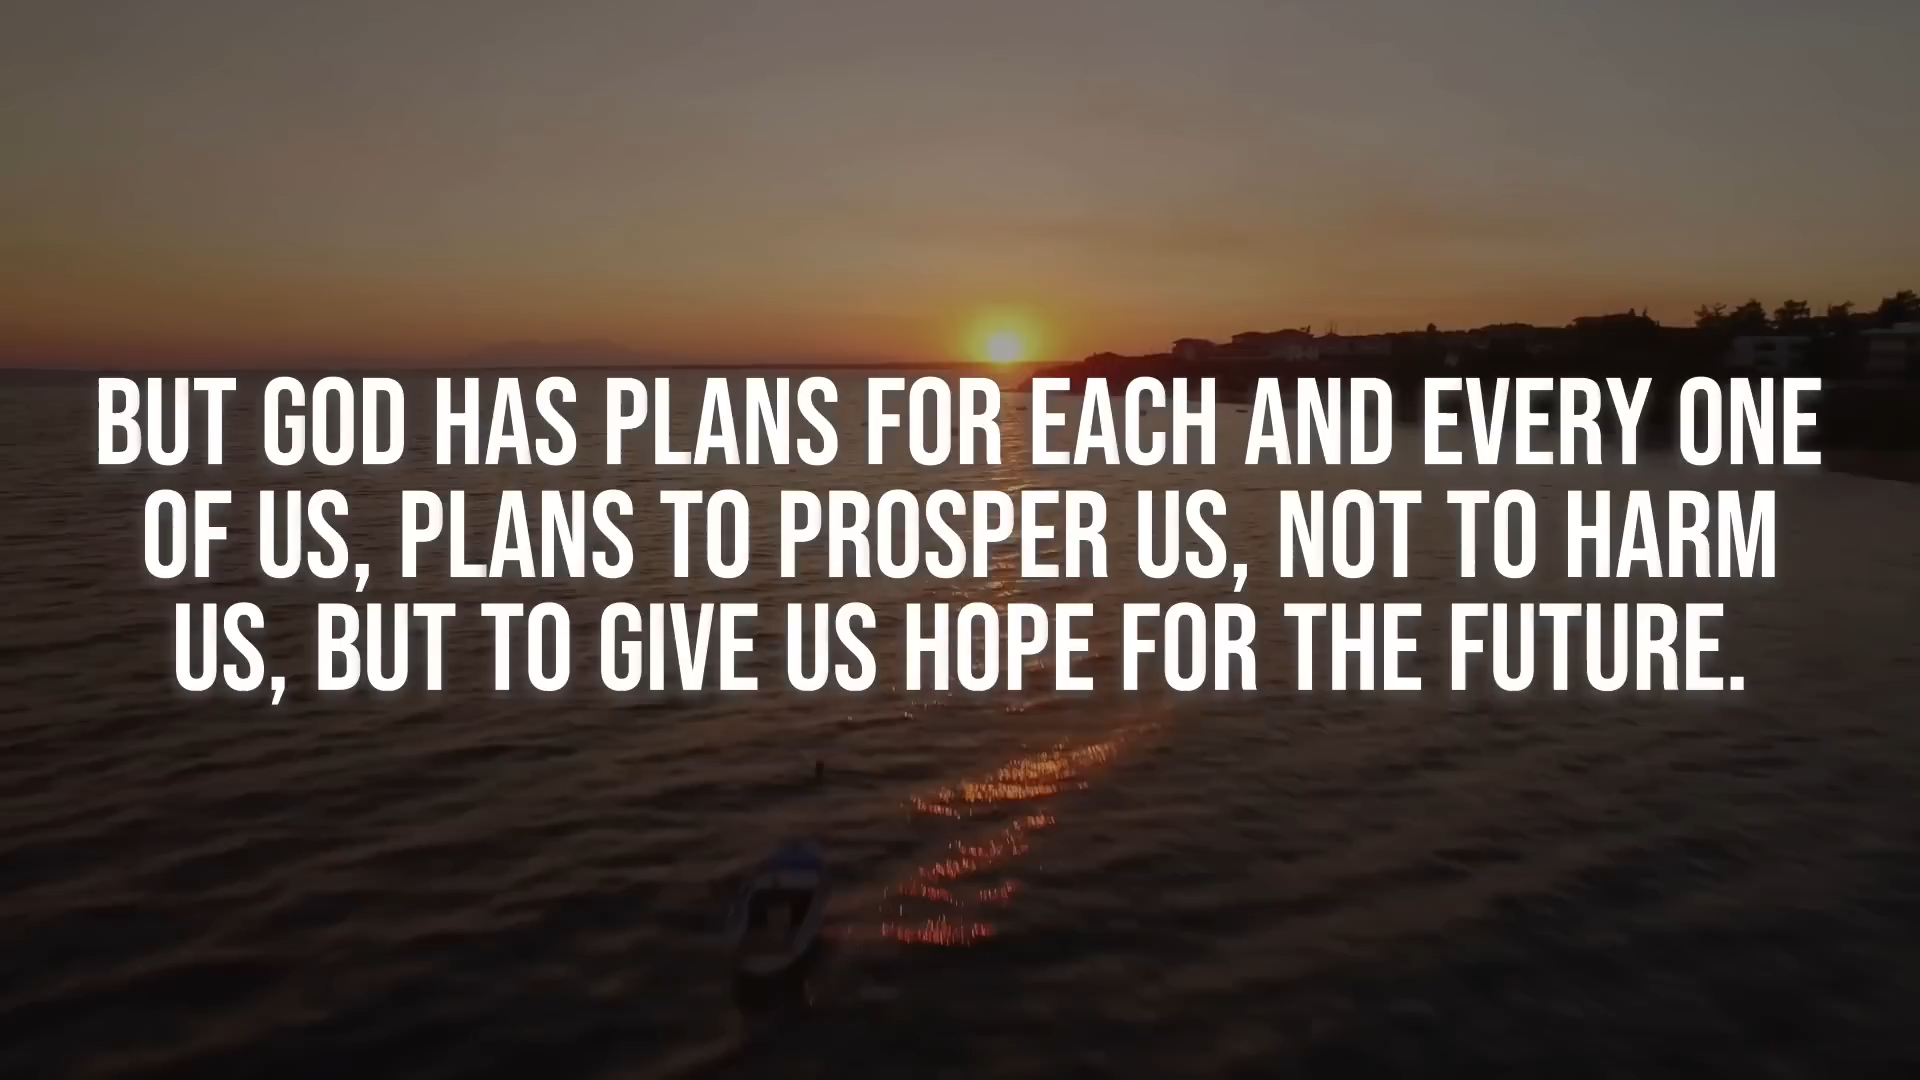 BUT GOD HAS PLANS FOR EACH AND EVERY ONE
OF US, PLANS TO PROSPER US, NOT TO HARM
US, BUT TO GIVE US HOPE FOR THE FUTURE.